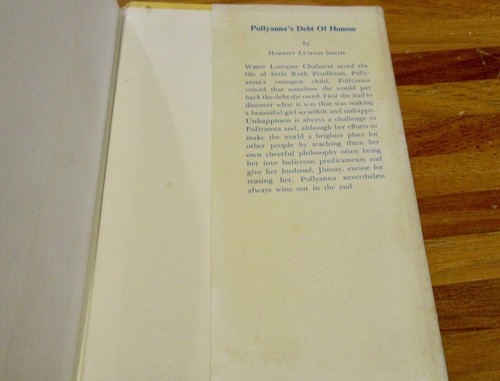 Pollyanna's Debt Of Honour
by
HARRIET LUMMIS SMITH
WHEN Lorraine Chalmers saved the
life of little Ruth Pendleton, Polly-
anna's youngest child, Pollyanna
vowed that somehow she would pay
back the debt she owed. First she had to
discover what it was that was making
a beautiful girl so selfish and unhappy.
Unhappiness is always a challenge to
Pollyanna and, although her efforts to
make the world a brighter place for
other people by teaching them her
own cheerful philosophy often bring
her into ludicrous predicaments and
give her husband, Jimmy, excuse for
teasing her, Pollyanna nevertheless
always wins out in the end.